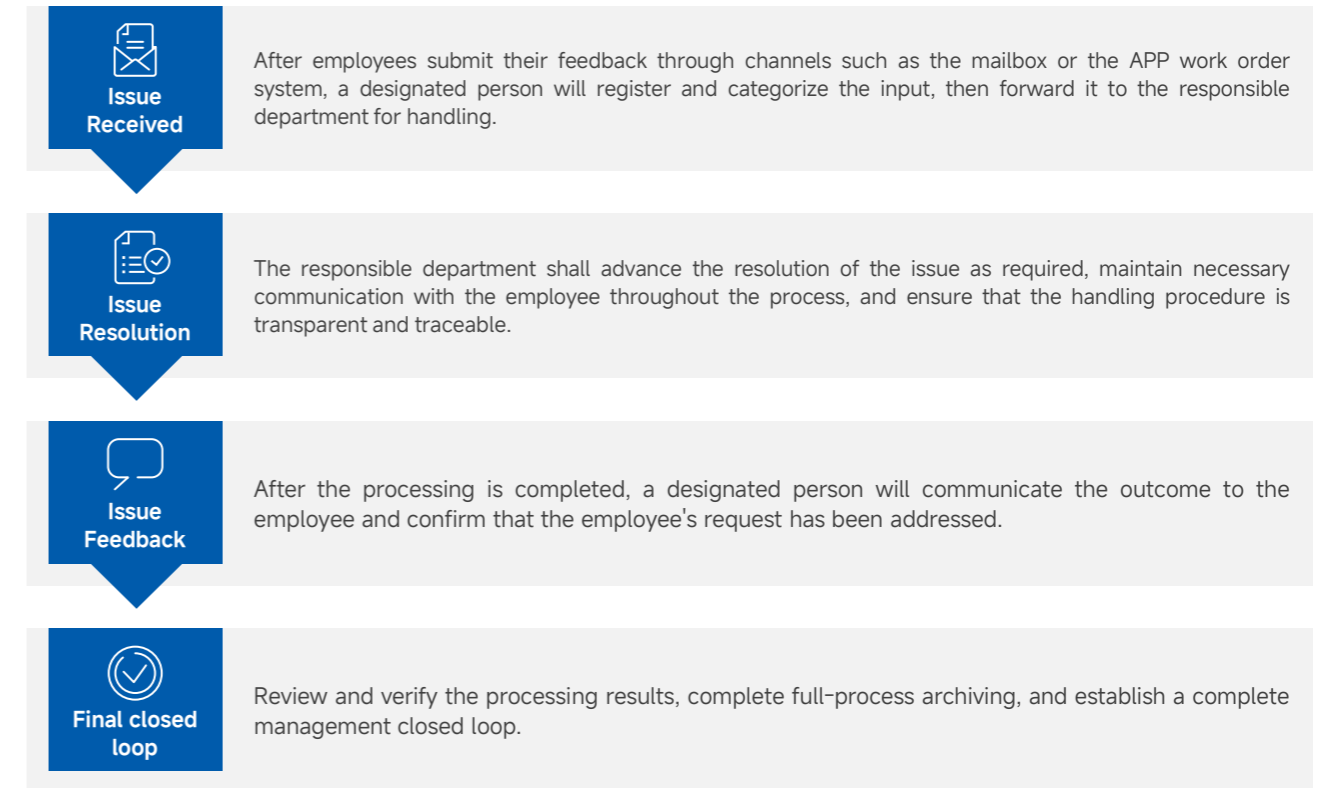 Issue
Received
After employees submit their feedback through channels such as the mailbox or the APP work order
system, a designated person will register and categorize the input, then forward it to the responsible
department for handling.
Issue
Resolution
The responsible department shall advance the resolution of the issue as required, maintain necessary
communication with the employee throughout the process, and ensure that the handling procedure is
transparent and traceable.
Issue
Feedback
After the processing is completed, a designated person will communicate the outcome to the
employee and confirm that the employee's request has been addressed.
Final closed
loop
Review and verify the processing results, complete full-process archiving, and establish a complete
management closed loop.